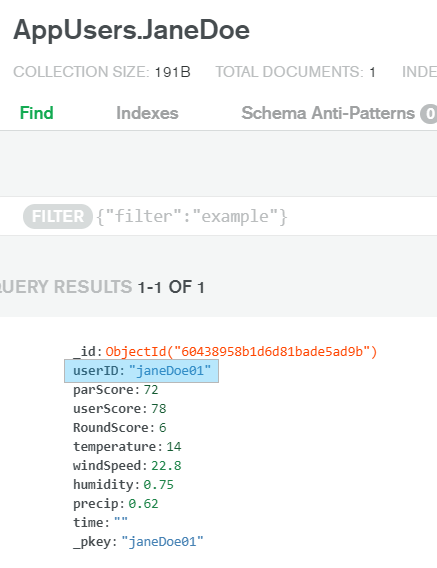 AppUsers.JaneDoe
COLLECTION SIZE: 191B TOTAL DOCUMENTS: 1 INDE
Find Indexes Schema Anti-Patterns 0
FILTER {"filter":"example"}
QUERY RESULTS 1-1 OF 1
_id: ObjectId("60438958b1d6d81bade5ad9b")
userID: "janeDoe01"
parScore: 72
userScore: 78
RoundScore: 6
temperature: 14
windSpeed: 22.8
humidity: 0.75
precip: 0.62
time: ""
_pkey: "janeDoe01"